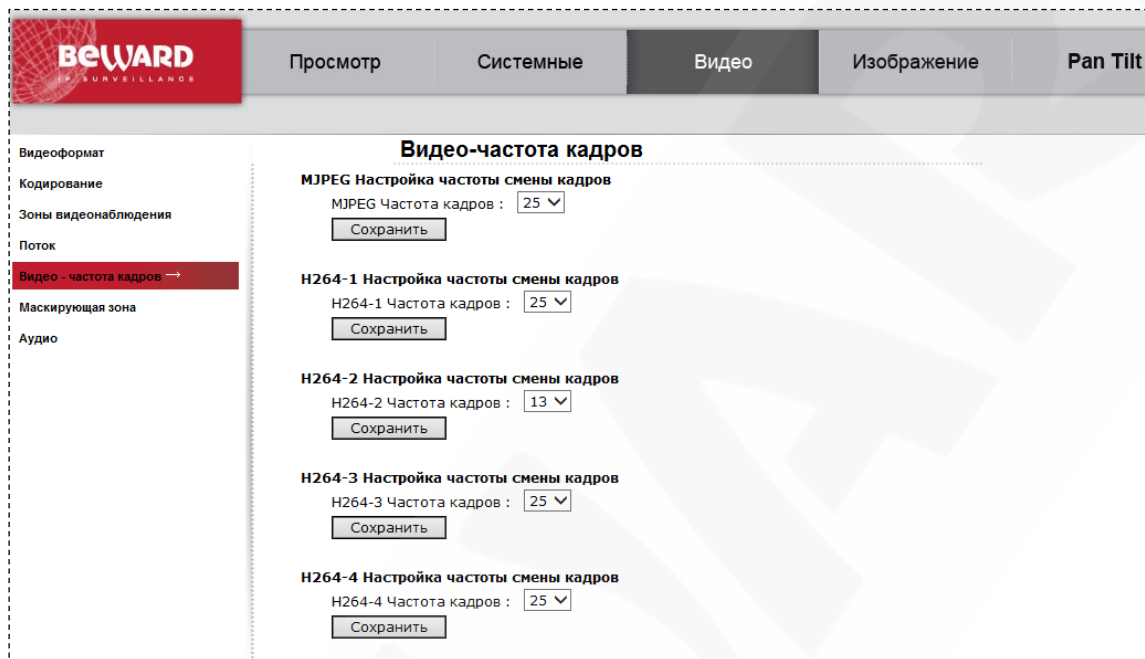 BEWARD
IP SURVEILLANCE
Просмотр
Системные
Видео
Изображение
Pan Tilt
Видеоформат
Кодирование
Зоны видеонаблюдения
Поток
Видео - частота кадров →
Маскирующая зона
Аудио
Видео-частота кадров
MJPEG Настройка частоты смены кадров
MJPEG Частота кадров : 25
Сохранить
H264-1 Настройка частоты смены кадров
H264-1 Частота кадров : 25
Сохранить
H264-2 Настройка частоты смены кадров
H264-2 Частота кадров : 13
Сохранить
H264-3 Настройка частоты смены кадров
H264-3 Частота кадров : 25
Сохранить
H264-4 Настройка частоты смены кадров
H264-4 Частота кадров : 25
Сохранить